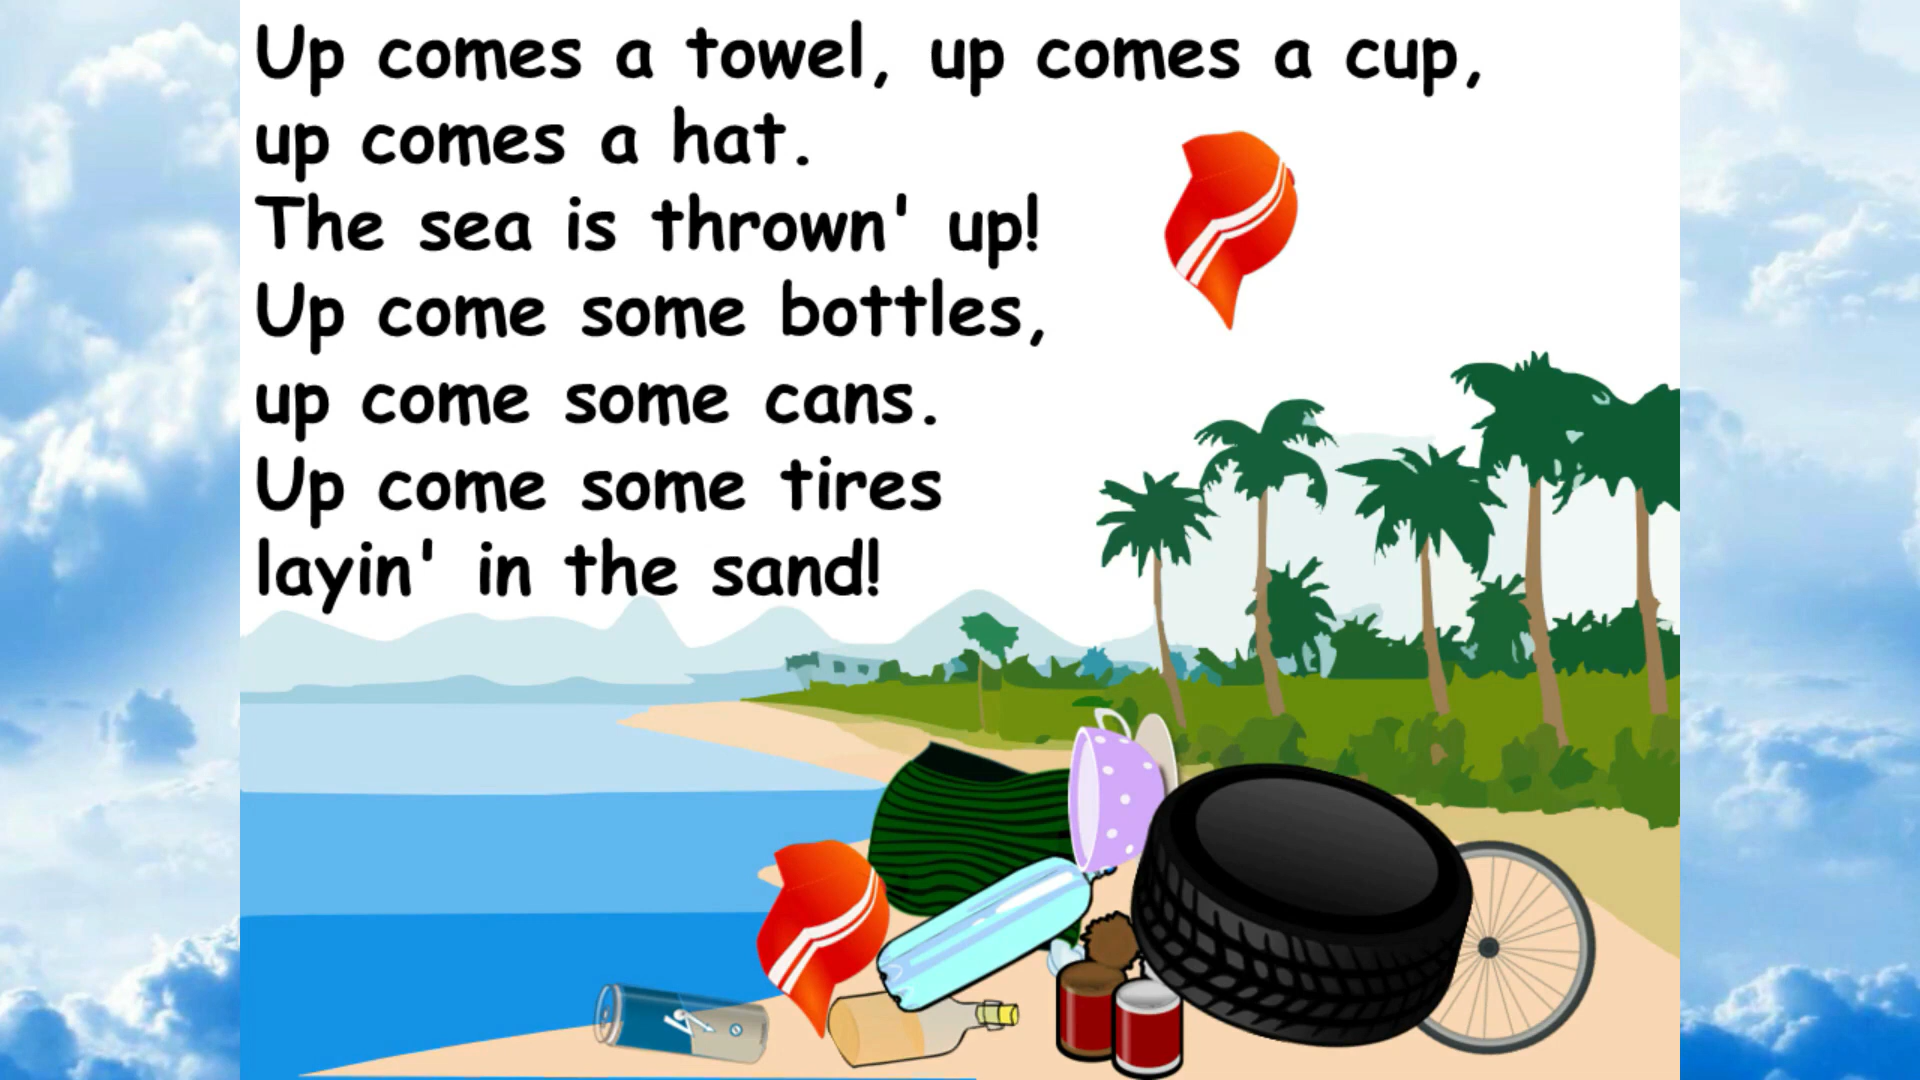 Up comes a towel, up comes a cup,
up comes a hat.
The sea is thrown' up!
Up come some bottles,
up come some cans.
Up come some tires
layin' in the sand!